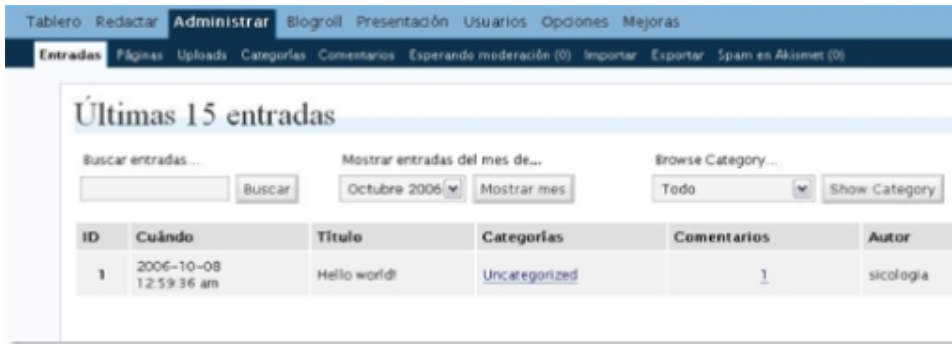 Tablero Redactar Administrar Blogroll Presentación Usuarios Opciones Mejoras
Entradas Páginas Uploads Categorías Comentarios Esperando moderación (0) Importar Exportar Spam en Akismet (0)
Últimas 15 entradas
Buscar entradas... Mostrar entradas del mes de... Browse Category...
Buscar Octubre 2006 Mostrar mes Todo Show Category
ID Cuándo Título Categorías Comentarios Autor
1 2006-10-08 12:59:36 am Hello world! Uncategorized 1 sicologia